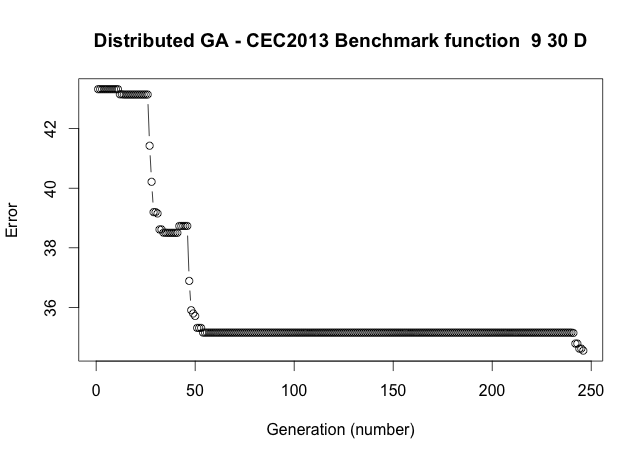 Distributed GA - CEC2013 Benchmark function  9 30 D
Error
42
40
38
36
0 50 100 150 200 250
Generation (number)